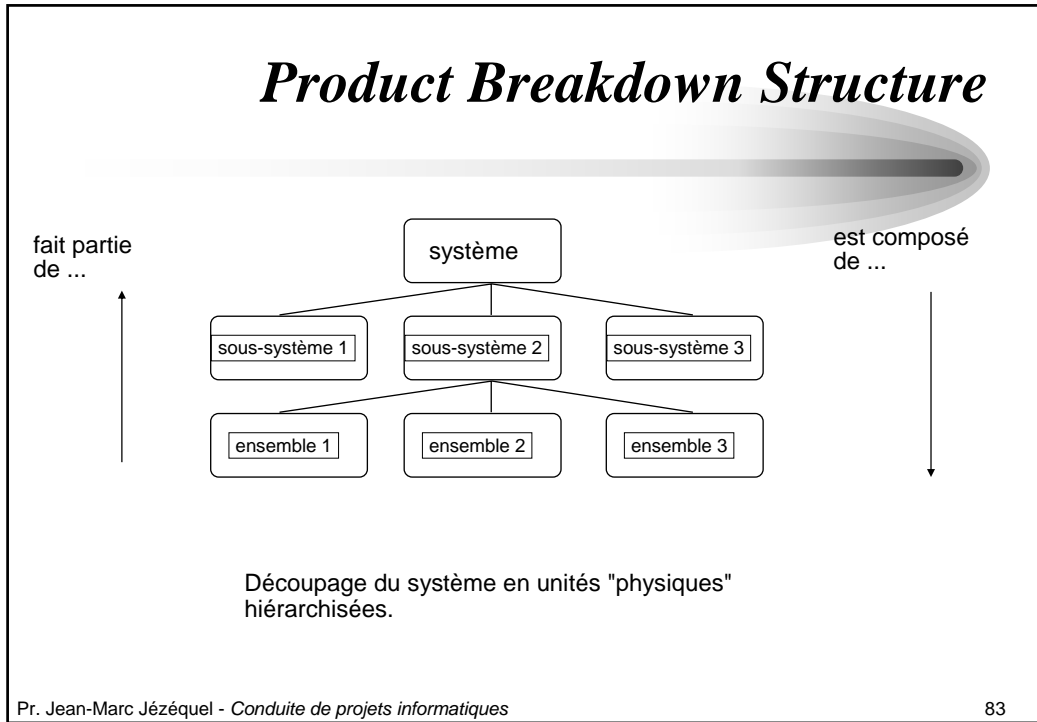 Product Breakdown Structure
fait partie
de ...
système
est composé
de ...
sous-système 1
sous-système 2
sous-système 3
ensemble 1
ensemble 2
ensemble 3
Découpage du système en unités "physiques"
hiérarchisées.
Pr. Jean-Marc Jézéquel - Conduite de projets informatiques
83